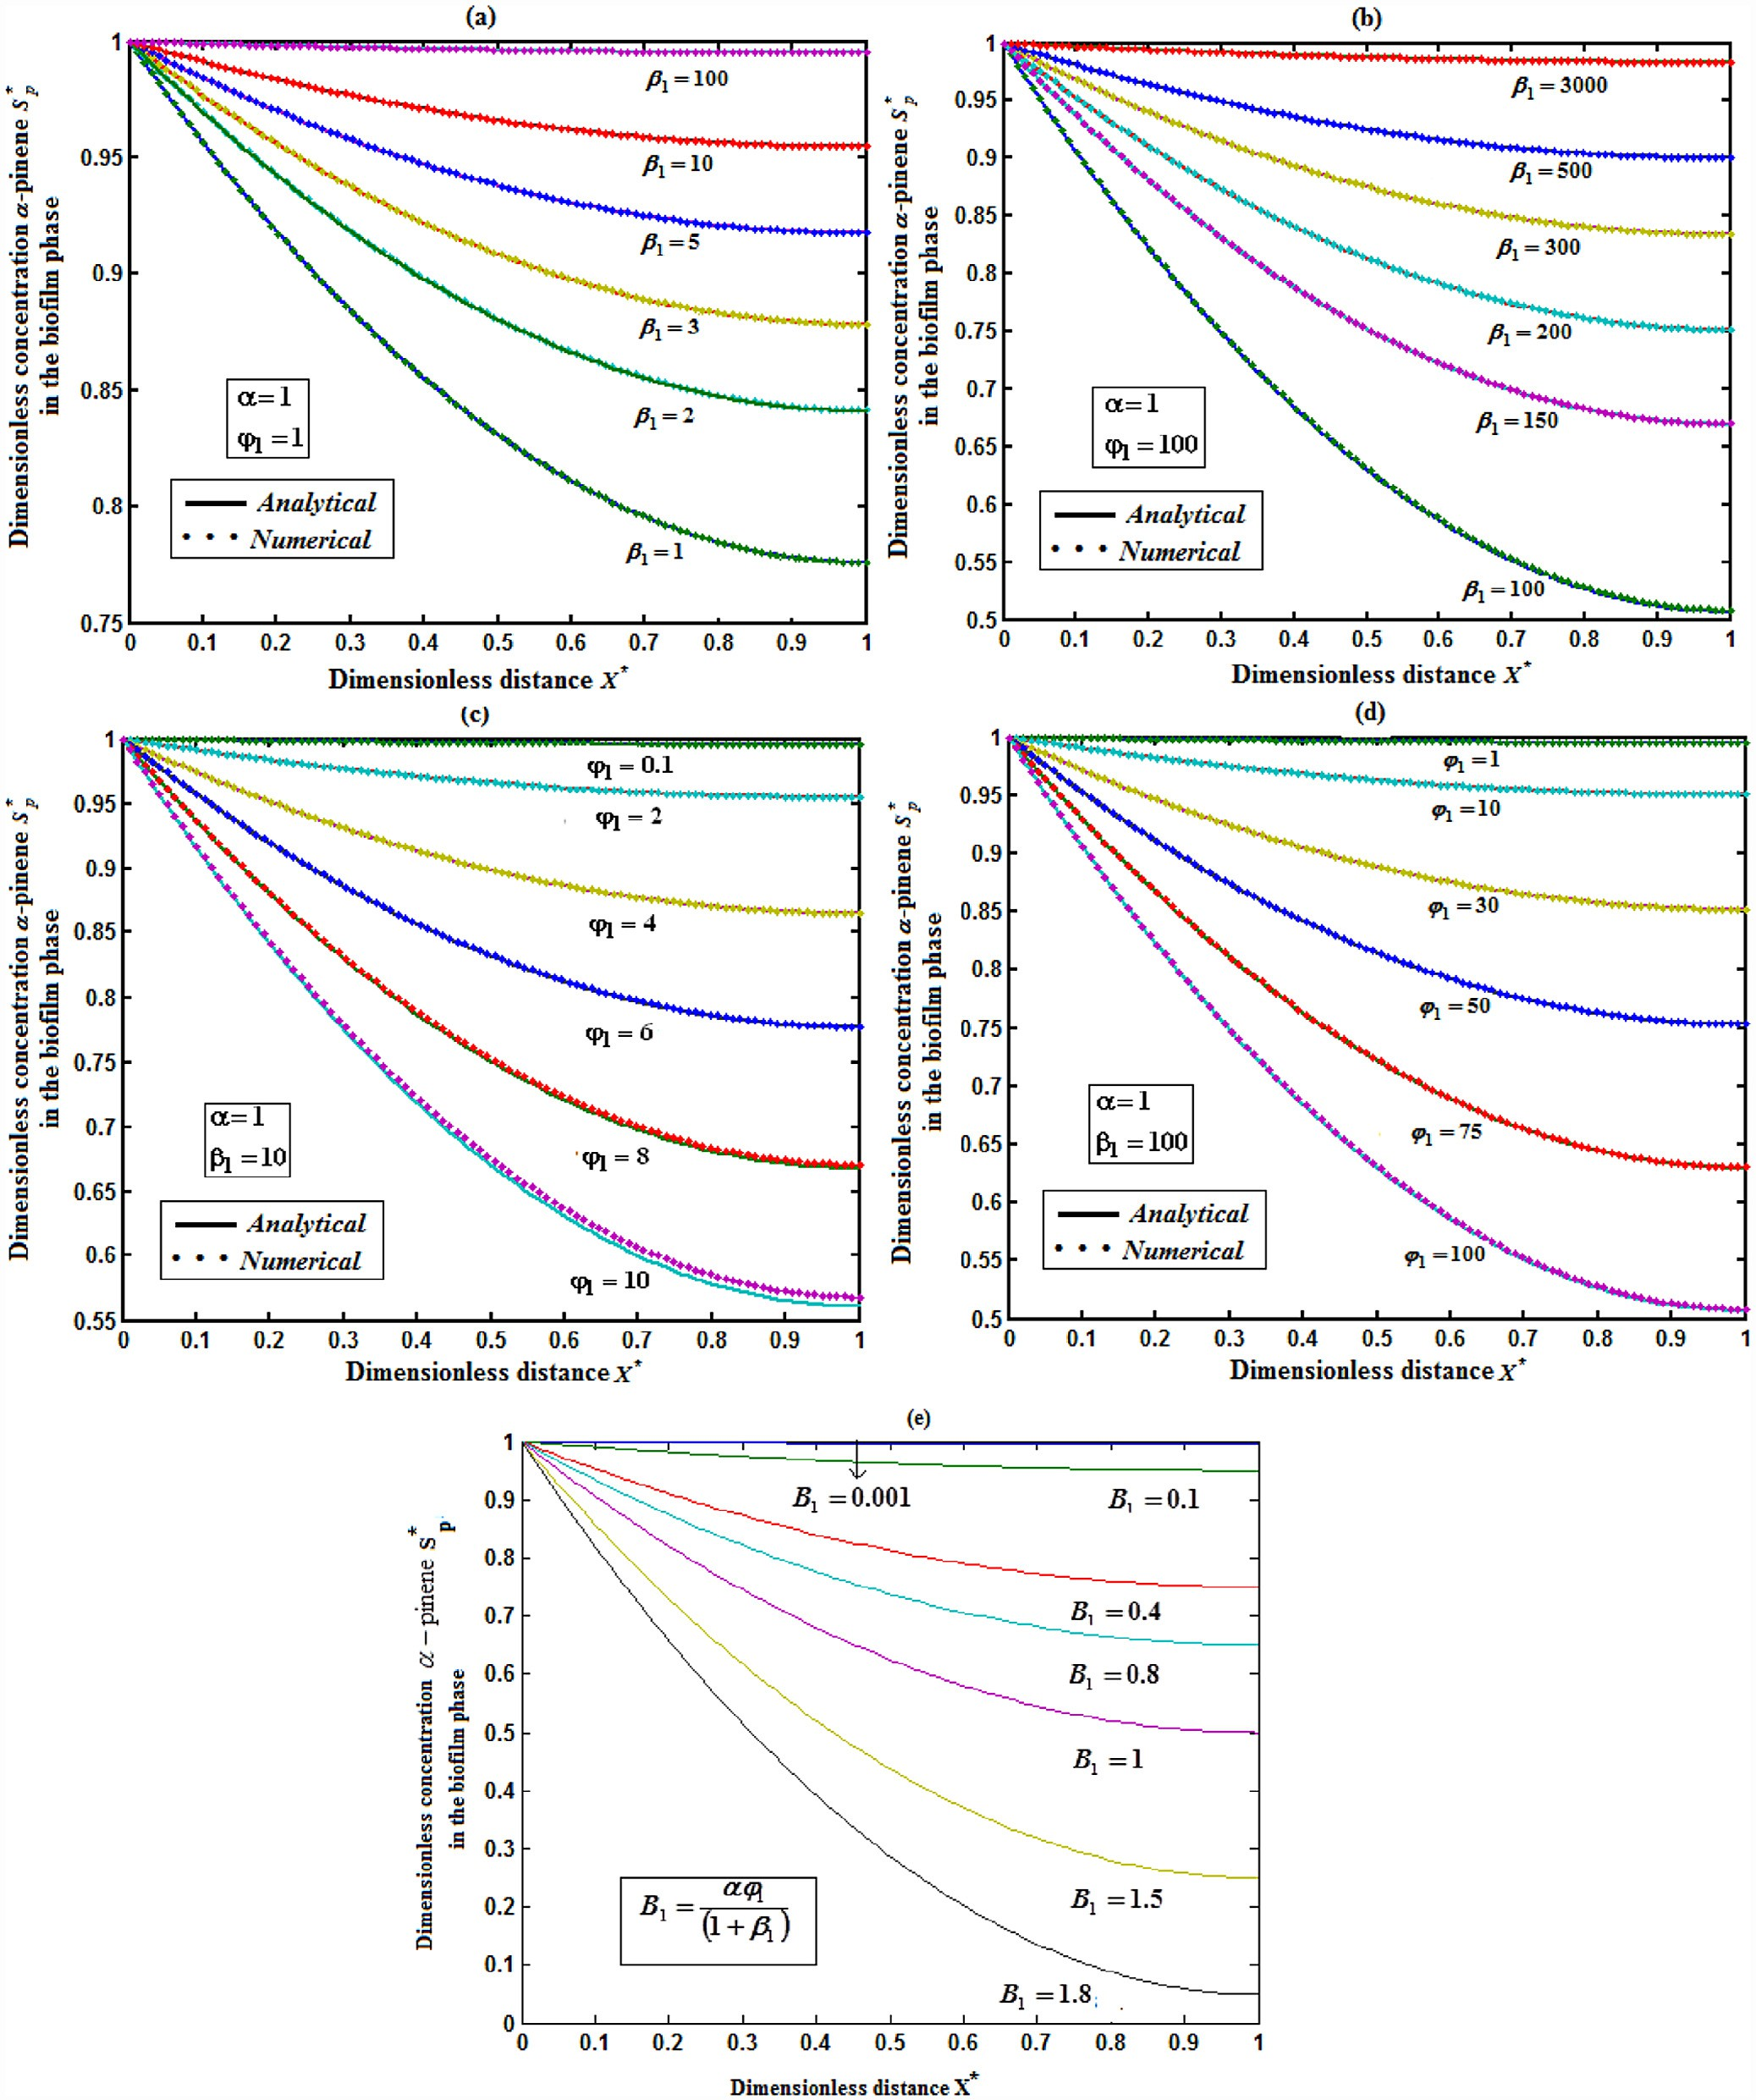 (a)
Dimensionless concentration α-pinene S*p
in the biofilm phase
1
0.95
0.9
0.85
0.8
0.75
β1 = 100
β1 = 10
β1 = 5
β1 = 3
β1 = 2
β1 = 1
α=1
φ1 =1
Analytical
Numerical
0 0.1 0.2 0.3 0.4 0.5 0.6 0.7 0.8 0.9 1
Dimensionless distance X*
(b)
Dimensionless concentration α-pinene S*p
in the biofilm phase
1
0.95
0.9
0.85
0.8
0.75
0.7
0.65
0.6
0.55
0.5
β1 = 3000
β1 = 500
β1 = 300
β1 = 200
β1 = 150
β1 = 100
α=1
φ1 =100
Analytical
Numerical
0 0.1 0.2 0.3 0.4 0.5 0.6 0.7 0.8 0.9 1
Dimensionless distance X*
(c)
Dimensionless concentration α-pinene S*p
in the biofilm phase
1
0.95
0.9
0.85
0.8
0.75
0.7
0.65
0.6
0.55
φ1 = 0.1
φ1 = 2
φ1 = 4
φ1 = 6
φ1 = 8
φ1 = 10
α=1
β1 =10
Analytical
Numerical
0 0.1 0.2 0.3 0.4 0.5 0.6 0.7 0.8 0.9 1
Dimensionless distance X*
(d)
Dimensionless concentration α-pinene S*p
in the biofilm phase
1
0.95
0.9
0.85
0.8
0.75
0.7
0.65
0.6
0.55
0.5
φ1 = 1
φ1 = 10
φ1 = 30
φ1 = 50
φ1 = 75
φ1 = 100
α=1
β1 =100
Analytical
Numerical
0 0.1 0.2 0.3 0.4 0.5 0.6 0.7 0.8 0.9 1
Dimensionless distance X*
(e)
Dimensionless concentration α − pinene S*p
in the biofilm phase
1
0.9
0.8
0.7
0.6
0.5
0.4
0.3
0.2
0.1
0
B1 = 0.001
B1 = 0.1
B1 = 0.4
B1 = 0.8
B1 = 1
B1 = 1.5
B1 = 1.8
B1 = αφ1 / (1 + β1)
0 0.1 0.2 0.3 0.4 0.5 0.6 0.7 0.8 0.9 1
Dimensionless distance X*